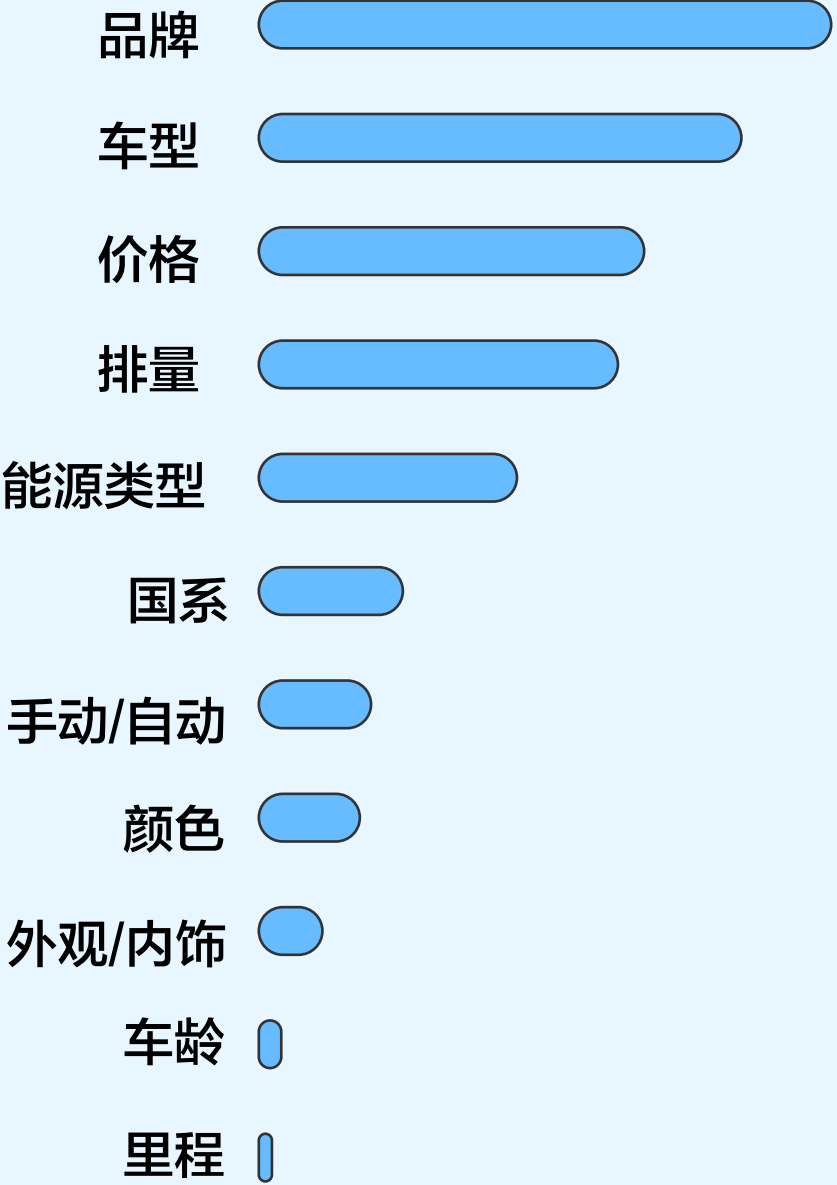 品牌
车型
价格
排量
能源类型
国系
手动/自动
颜色
外观/内饰
车龄
里程